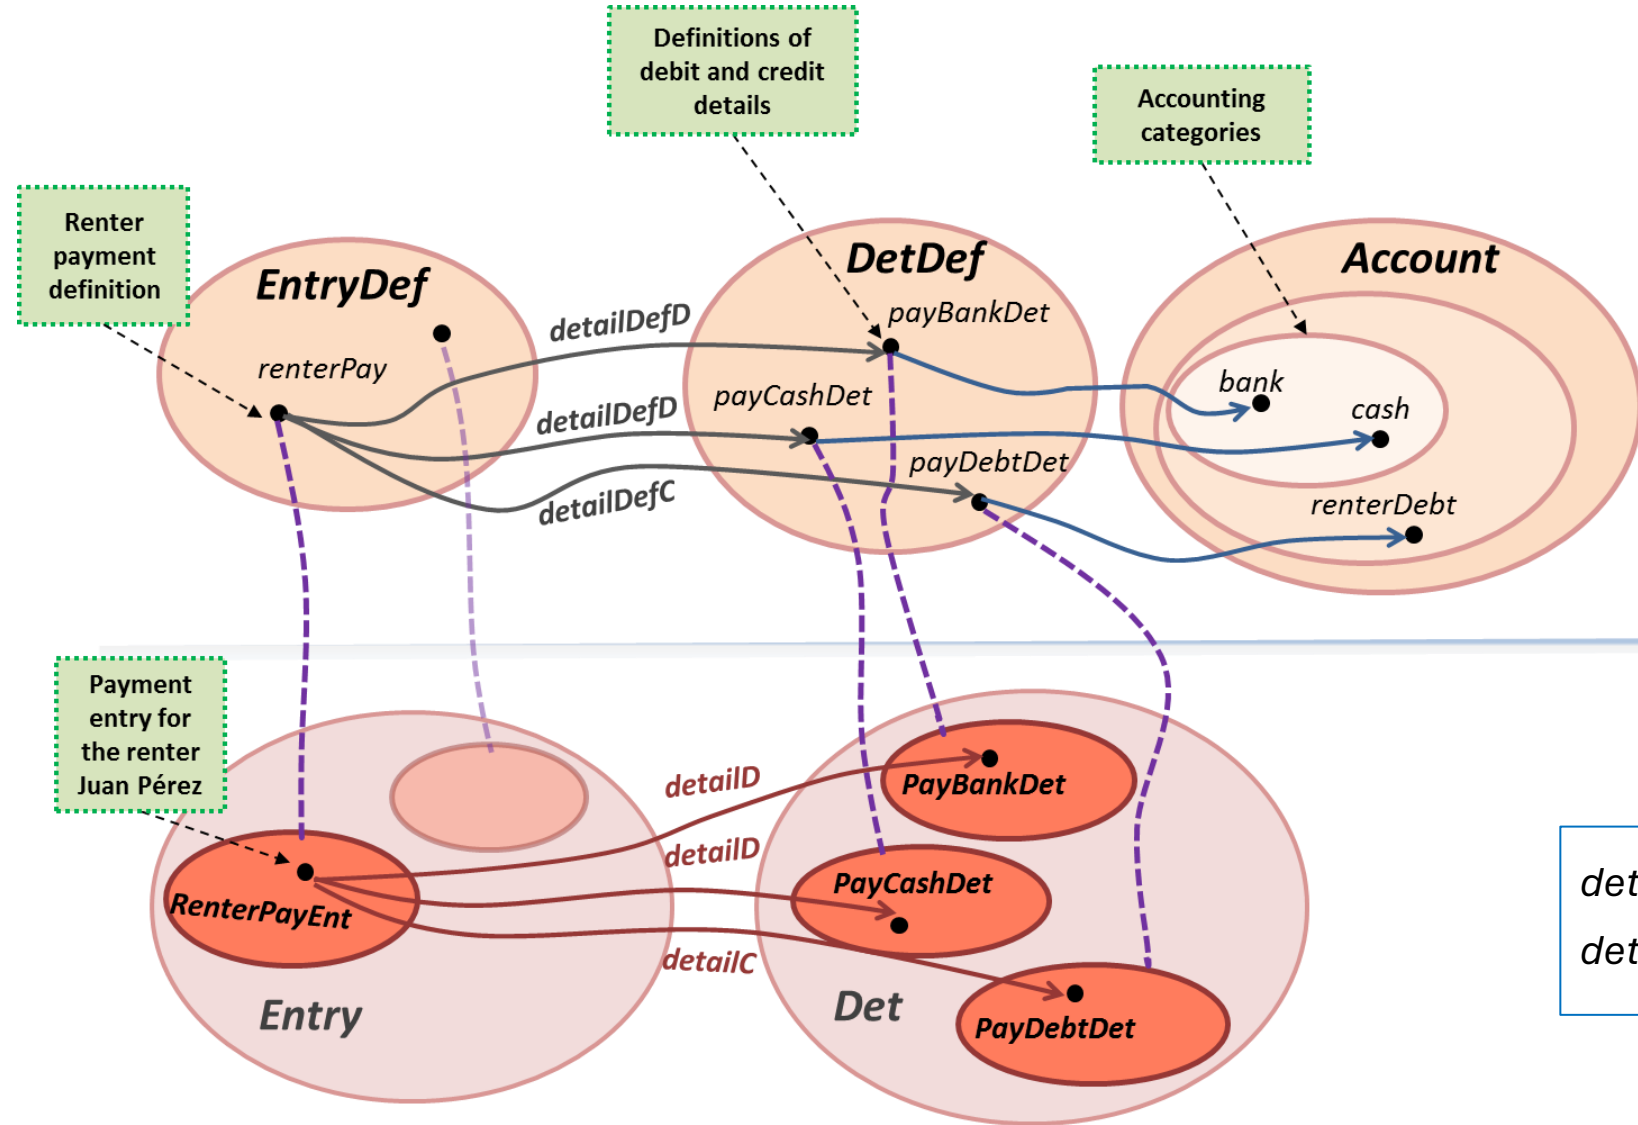 Definitions of
debit and credit
details
Accounting
categories
Renter
payment
definition
EntryDef
DetDef
Account
detailDefD
payBankDet
renterPay
bank
payCashDet
detailDefD
cash
payDebtDet
detailDefC
renterDebt
Payment
entry for
the renter
Juan Pérez
detailD
PayBankDet
detailD
PayCashDet
RenterPayEnt
detailC
Entry
Det
PayDebtDet
det
det